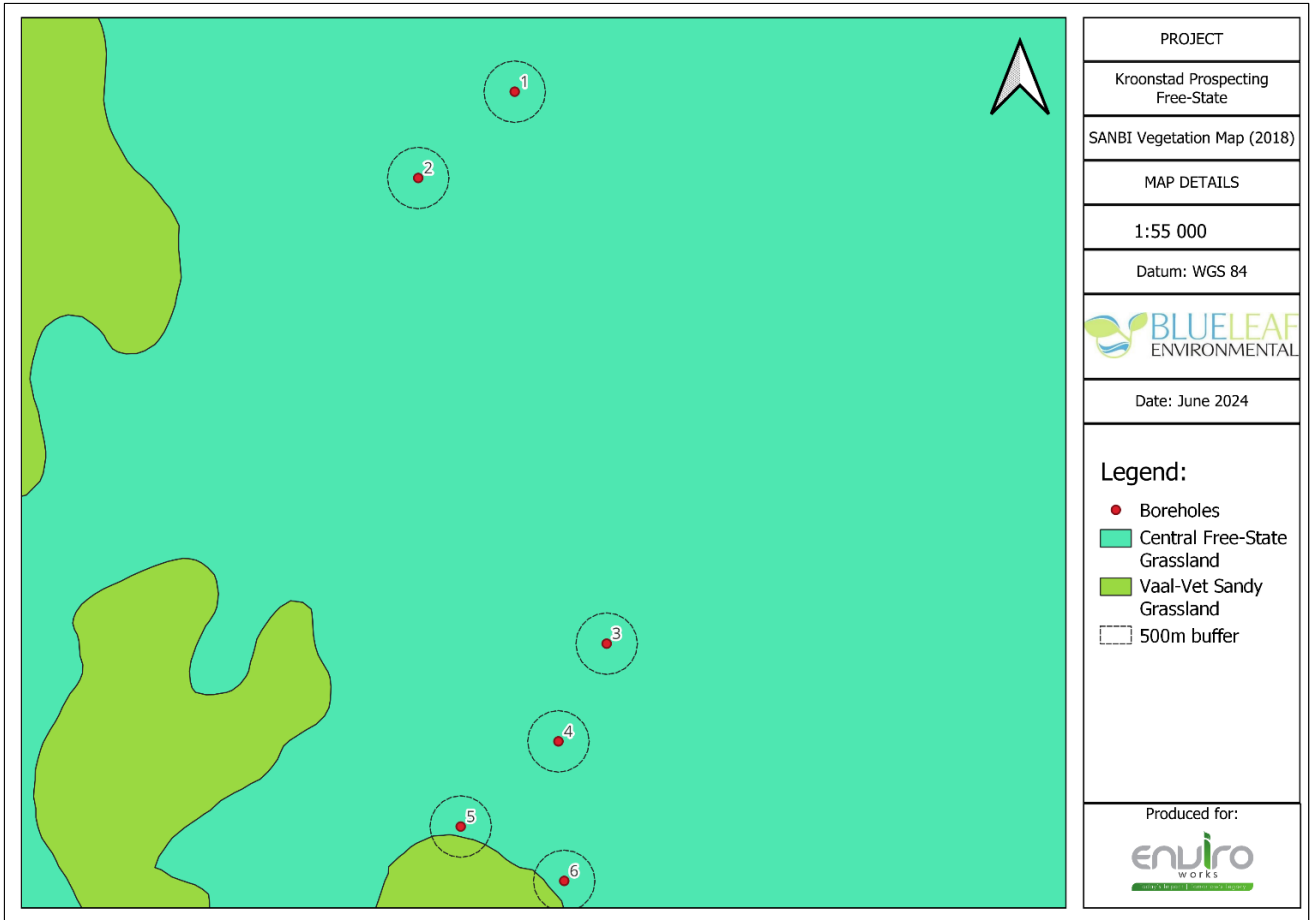 1
2
3
4
5
6
PROJECT
Kroonstad Prospecting
Free-State
SANBI Vegetation Map (2018)
MAP DETAILS
1:55 000
Datum: WGS 84
BLUELEAF
ENVIRONMENTAL
Date: June 2024
Legend:
Boreholes
Central Free-State
Grassland
Vaal-Vet Sandy
Grassland
500m buffer
Produced for:
enviro
works